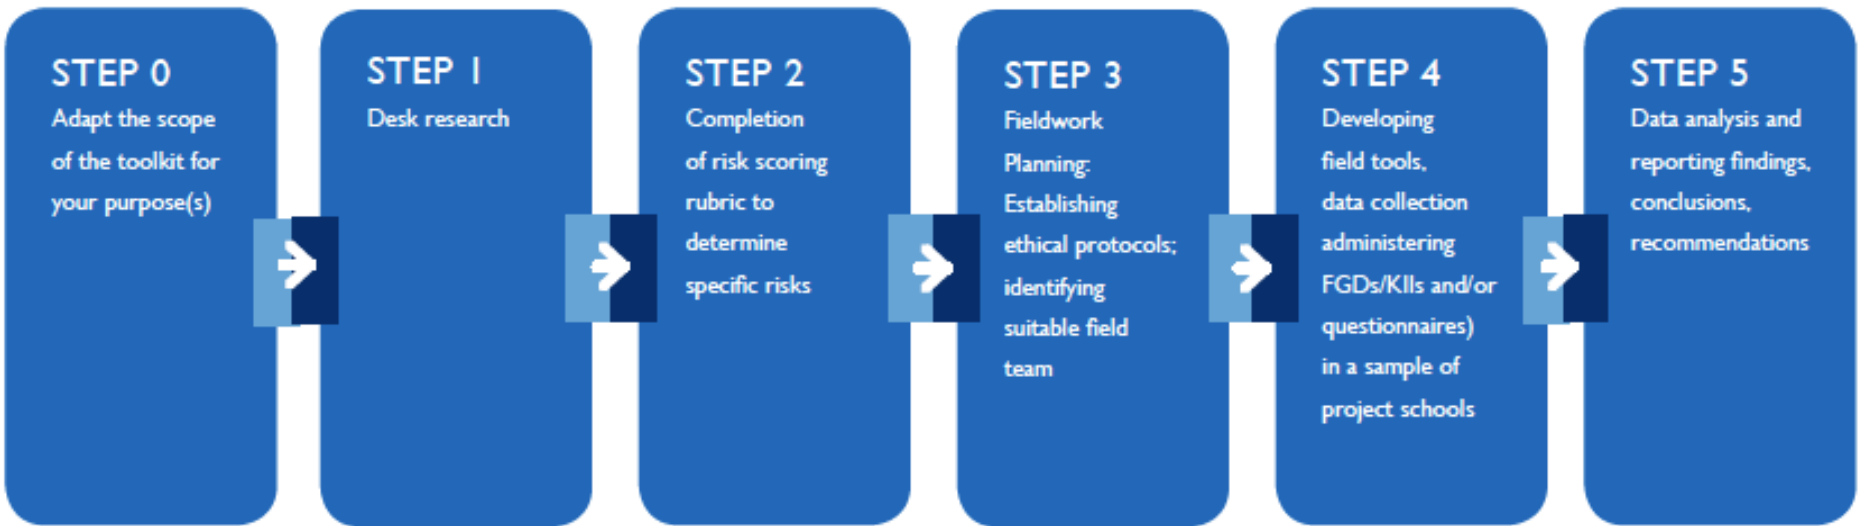 STEP 0
Adapt the scope
of the toolkit for
your purpose(s)
STEP 1
Desk research
STEP 2
Completion
of risk scoring
rubric to
determine
specific risks
STEP 3
Fieldwork
Planning:
Establishing
ethical protocols;
identifying
suitable field
team
STEP 4
Developing
field tools,
data collection
administering
FGDs/KIIs and/or
questionnaires)
in a sample of
project schools
STEP 5
Data analysis and
reporting findings,
conclusions,
recommendations